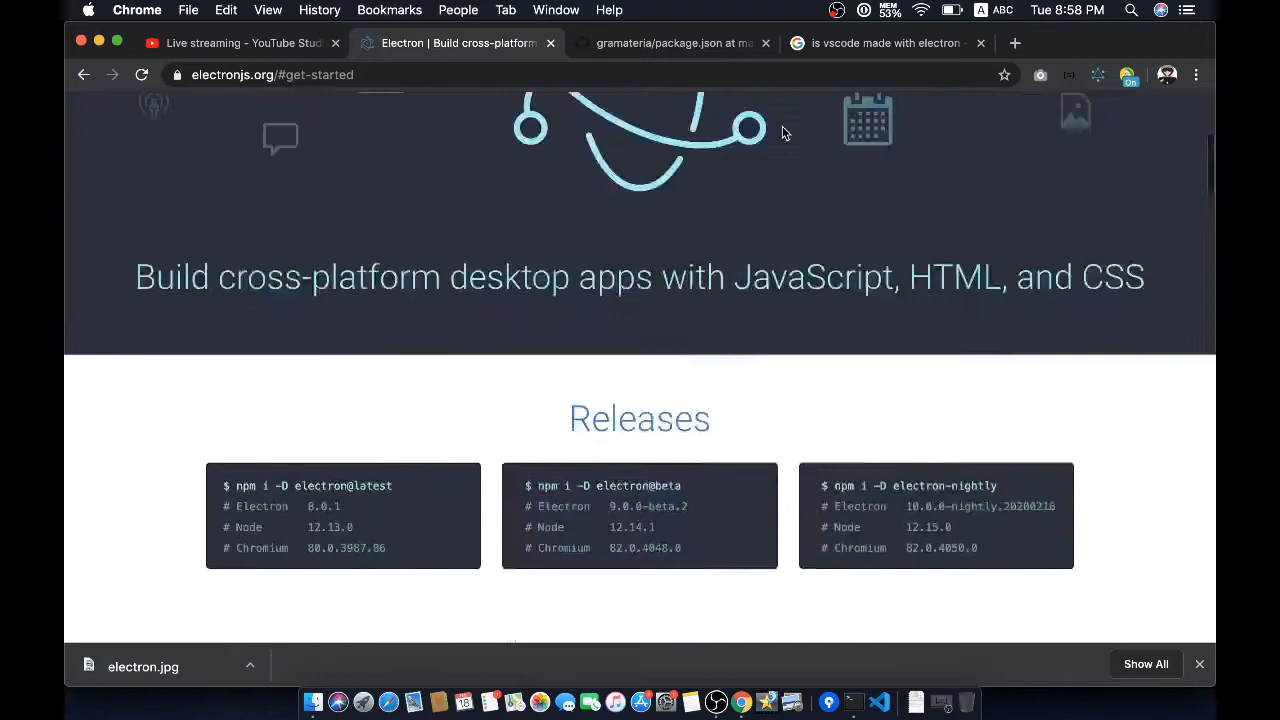 Chrome File Edit View History Bookmarks People Tab Window Help MEM 53% A ABC Tue 8:58 PM
Live streaming - YouTube Stud
Electron | Build cross-platform
gramateria/package.json at ma
is vscode made with electron -
electronjs.org/#get-started
On
Build cross-platform desktop apps with JavaScript, HTML, and CSS
Releases
$ npm i -D electron@latest
# Electron 8.0.1
# Node 12.13.0
# Chromium 80.0.3987.86
$ npm i -D electron@beta
# Electron 9.0.0-beta.2
# Node 12.14.1
# Chromium 82.0.4048.0
$ npm i -D electron-nightly
# Electron 10.0.0-nightly.20200218
# Node 12.15.0
# Chromium 82.0.4050.0
electron.jpg
Show All
18